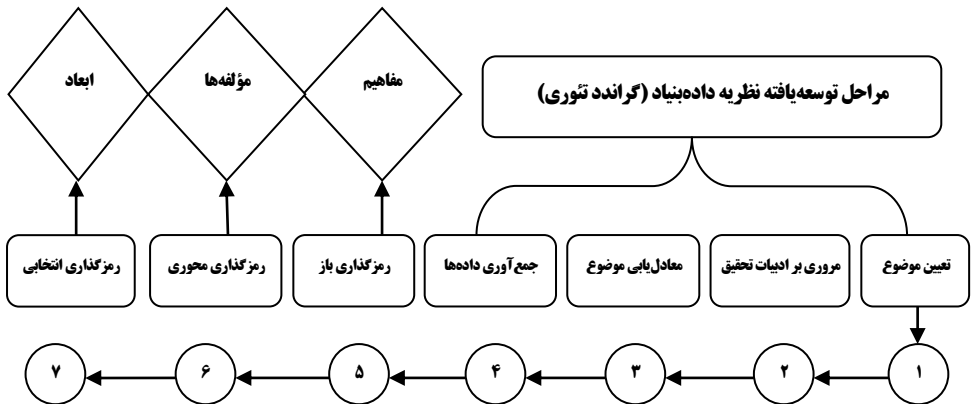 مراحل توسعه‌یافته نظریه داده‌بنیاد (گراندد تئوری)
مفاهیم
مؤلفه‌ها
ابعاد
تعیین موضوع
مروری بر ادبیات تحقیق
معادل‌یابی موضوع
جمع‌آوری داده‌ها
رمزگذاری باز
رمزگذاری محوری
رمزگذاری انتخابی
۱
۲
۳
۴
۵
۶
۷